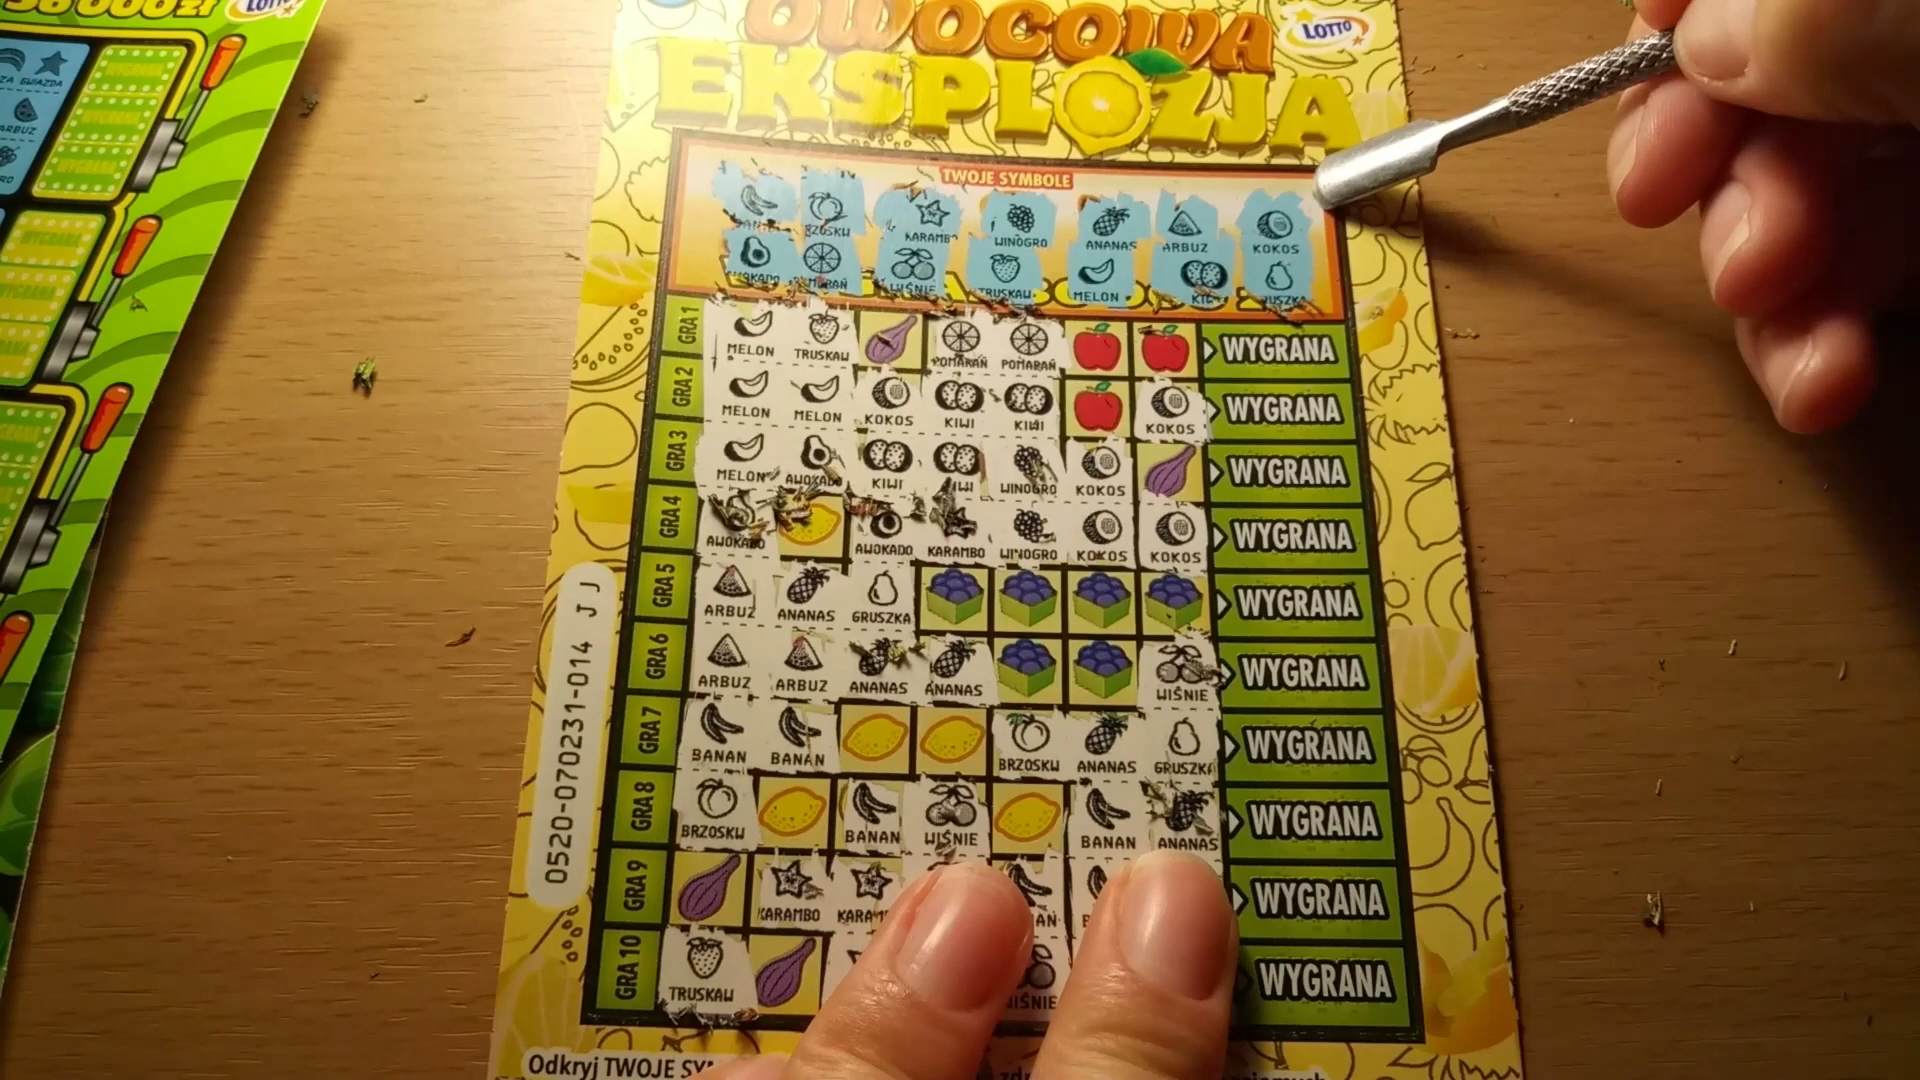 LOTTO
OWOCOWA
LOTTO
EKSPLOZJA
GWIAZDA
WYGRANA
ARBUZ
TWOJE SYMBOLE
KARAMBO
WINOGRO
ANANAS
ARBUZ
KOKOS
WIŚNIE
TRUSKAW
MELON
KIWI
GRA 1
MELON
TRUSKAW
POMARAŃ
POMARAŃ
WYGRANA
GRA 2
MELON
MELON
KOKOS
KIWI
KIWI
KOKOS
WYGRANA
GRA 3
MELON
AWOKADO
KIWI
KIWI
WINOGRO
KOKOS
WYGRANA
GRA 4
AWOKADO
AWOKADO
KARAMBO
WINOGRO
KOKOS
KOKOS
WYGRANA
GRA 5
ARBUZ
ANANAS
GRUSZKA
WYGRANA
GRA 6
ARBUZ
ARBUZ
ANANAS
ANANAS
WIŚNIE
WYGRANA
GRA 7
BANAN
BANAN
BRZOSKW
ANANAS
GRUSZKA
WYGRANA
GRA 8
BRZOSKW
BANAN
WIŚNIE
BANAN
ANANAS
WYGRANA
GRA 9
KARAMBO
WYGRANA
GRA 10
TRUSKAW
WIŚNIE
WYGRANA
0520-070231-014 J J
Odkryj TWOJE